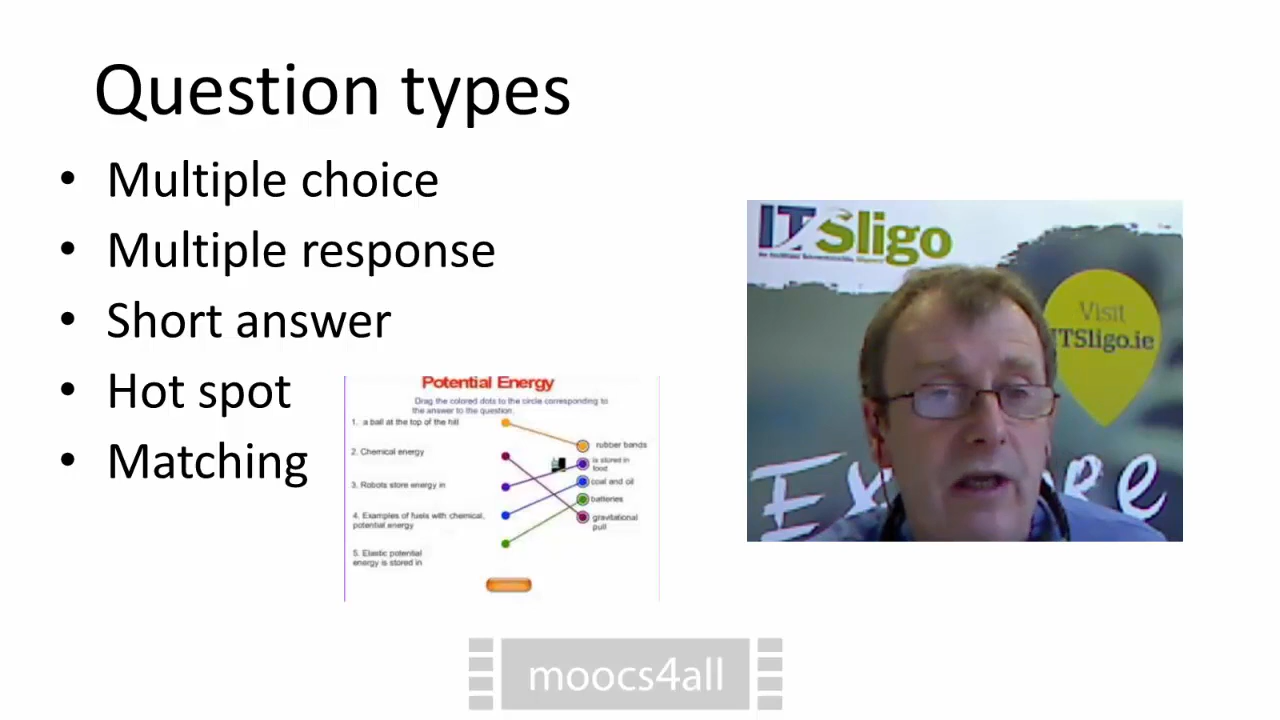 Question types
• Multiple choice
• Multiple response
• Short answer
• Hot spot
• Matching
Potential Energy
Drag the colored dots to the circle corresponding to
the answer to the question.
1. a ball at the top of the hill
2. Chemical energy
3. Robots store energy in
4. Examples of fuels with chemical,
potential energy
5. Elastic potential
energy is stored in
rubber bands
is stored in
food
coal and oil
batteries
gravitational
pull
IT Sligo
Visit
ITSligo.ie
moocs4all